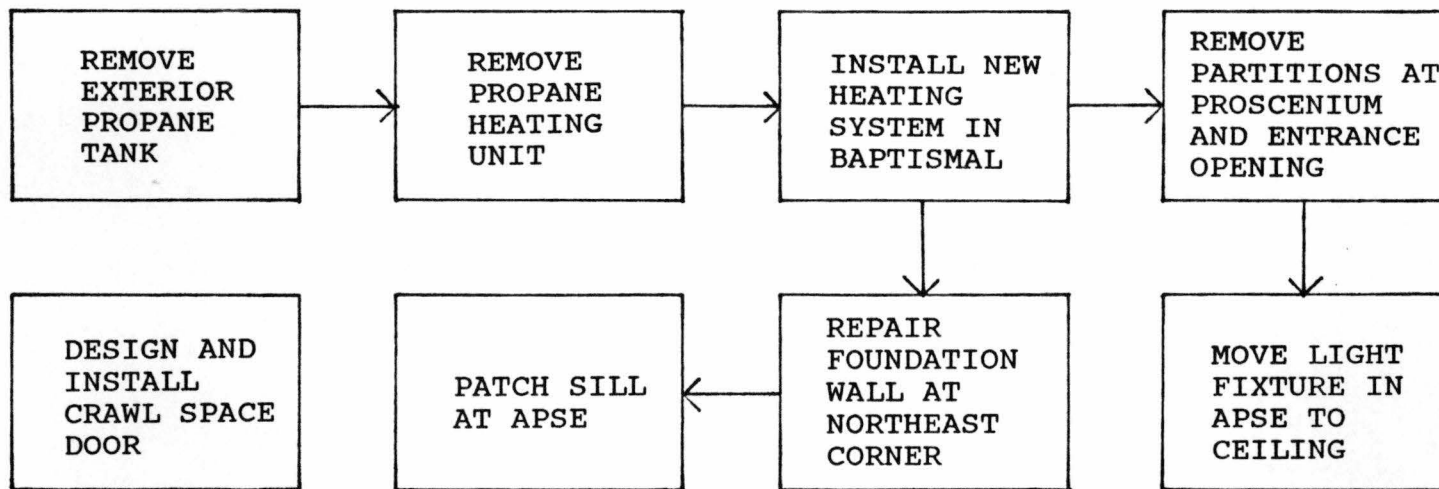 REMOVE
EXTERIOR
PROPANE
TANK
REMOVE
PROPANE
HEATING
UNIT
INSTALL NEW
HEATING
SYSTEM IN
BAPTISMAL
REMOVE
PARTITIONS AT
PROSCENIUM
AND ENTRANCE
OPENING
DESIGN AND
INSTALL
CRAWL SPACE
DOOR
PATCH SILL
AT APSE
REPAIR
FOUNDATION
WALL AT
NORTHEAST
CORNER
MOVE LIGHT
FIXTURE IN
APSE TO
CEILING